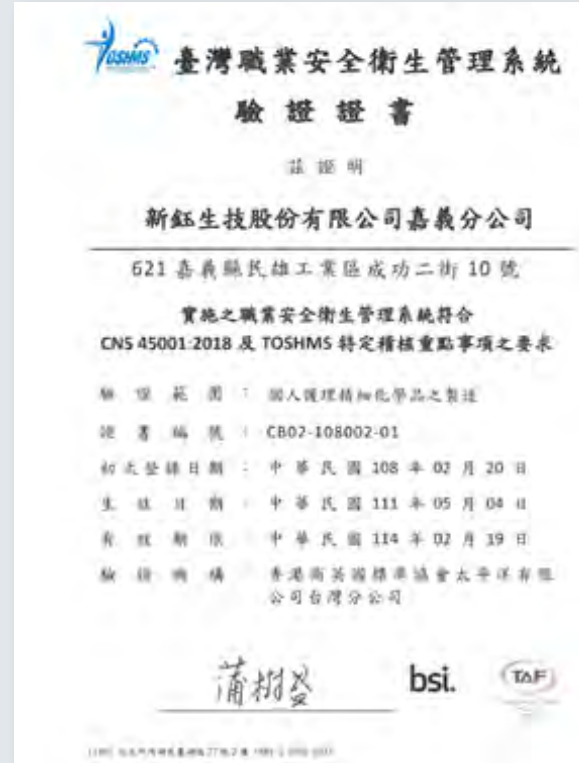 TOSHMS
臺灣職業安全衛生管理系統
驗證證書
茲證明
新鈺生技股份有限公司嘉義分公司
621 嘉義縣民雄工業區成功二街 10 號
實施之職業安全衛生管理系統符合
CNS 45001:2018 及 TOSHMS 特定稽核重點事項之要求
驗證範圍：個人護理精細化學品之製造
證書編號：CB02-108002-01
初次登錄日期：中華民國 108 年 02 月 20 日
生效日期：中華民國 111 年 05 月 04 日
有效期限：中華民國 114 年 02 月 19 日
驗證機構：香港商英國標準協會太平洋有限
公司台灣分公司
蒲樹盈
bsi.
TAF